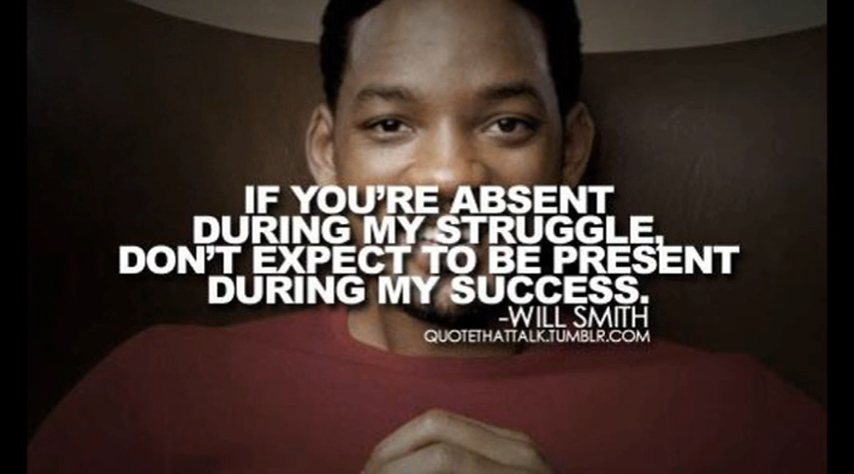 IF YOU'RE ABSENT
DURING MY STRUGGLE,
DON'T EXPECT TO BE PRESENT
DURING MY SUCCESS.
-WILL SMITH
QUOTETHATTALK.TUMBLR.COM